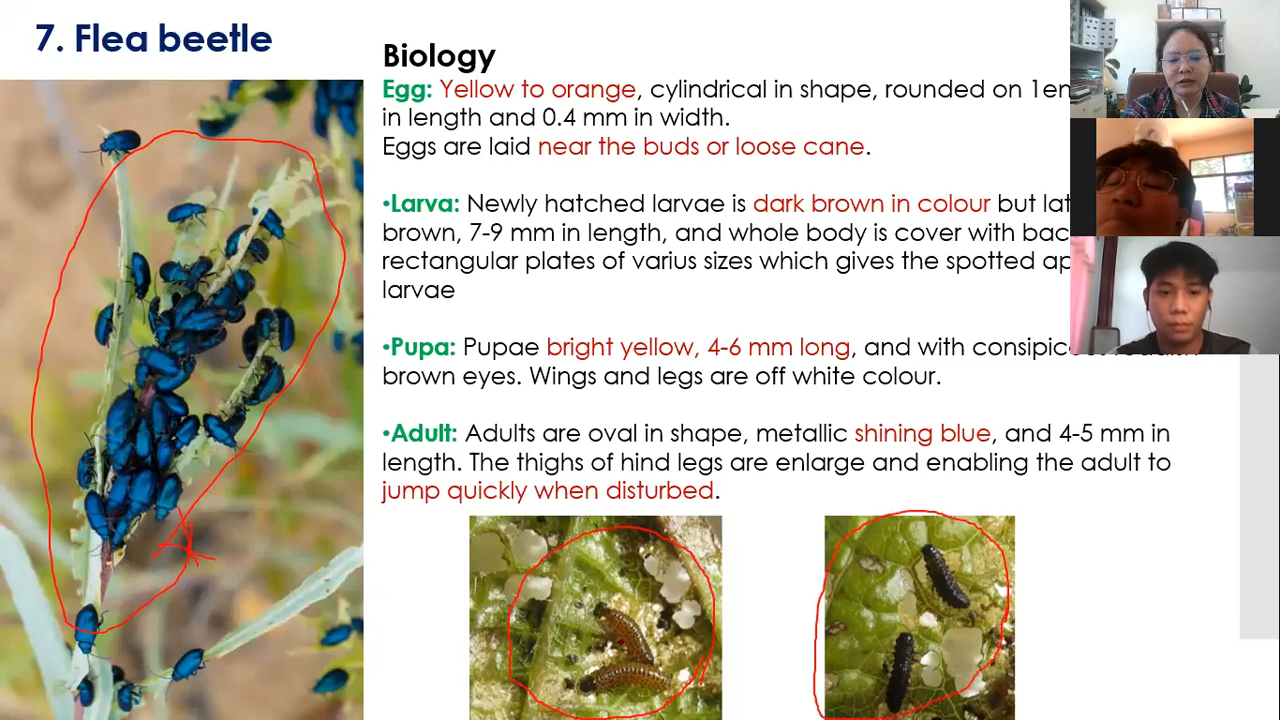 7. Flea beetle
Biology
Egg: Yellow to orange, cylindrical in shape, rounded on 1en
in length and 0.4 mm in width.
Eggs are laid near the buds or loose cane.
•Larva: Newly hatched larvae is dark brown in colour but lat
brown, 7-9 mm in length, and whole body is cover with bac
rectangular plates of varius sizes which gives the spotted ap
larvae
•Pupa: Pupae bright yellow, 4-6 mm long, and with consipic
brown eyes. Wings and legs are off white colour.
•Adult: Adults are oval in shape, metallic shining blue, and 4-5 mm in
length. The thighs of hind legs are enlarge and enabling the adult to
jump quickly when disturbed.